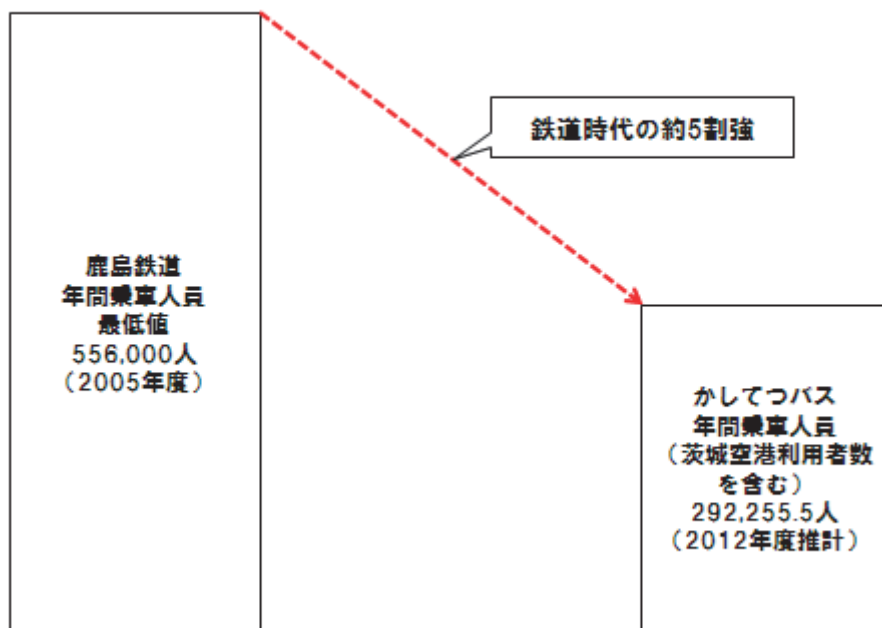 鉄道時代の約5割強
鹿島鉄道
年間乗車人員
最低値
556,000人
（2005年度）
かしてつバス
年間乗車人員
（茨城空港利用者数
を含む）
292,255.5人
（2012年度推計）